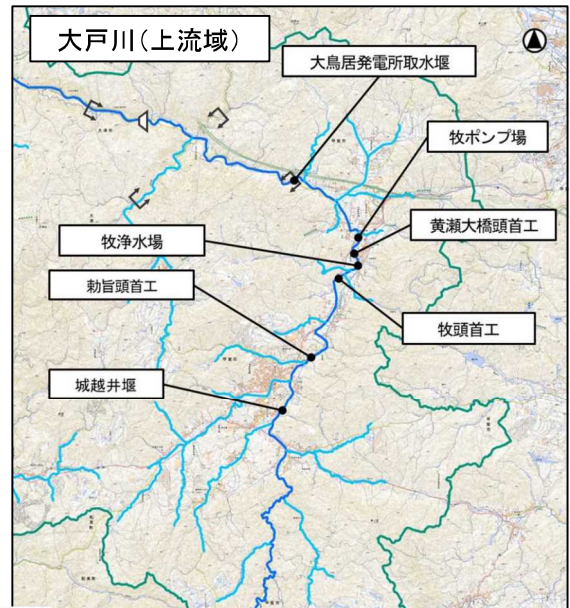 大戸川(上流域)
大鳥居発電所取水堰
牧ポンプ場
黄瀬大橋頭首工
牧浄水場
勅旨頭首工
牧頭首工
城越井堰